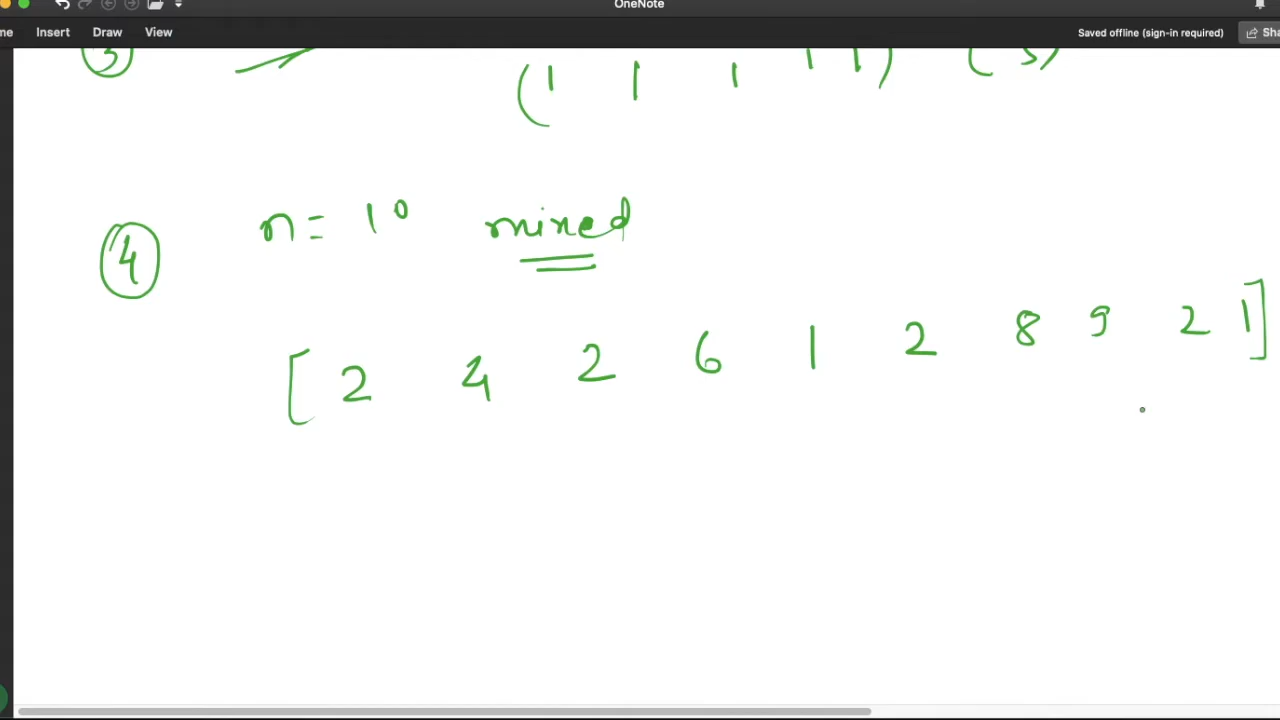 OneNote
Insert Draw View Saved offline (sign-in required)
3
( 1 1 1 1 1 )
4 n = 10 mixed
[ 2 4 2 6 1 2 8 9 2 1 ]